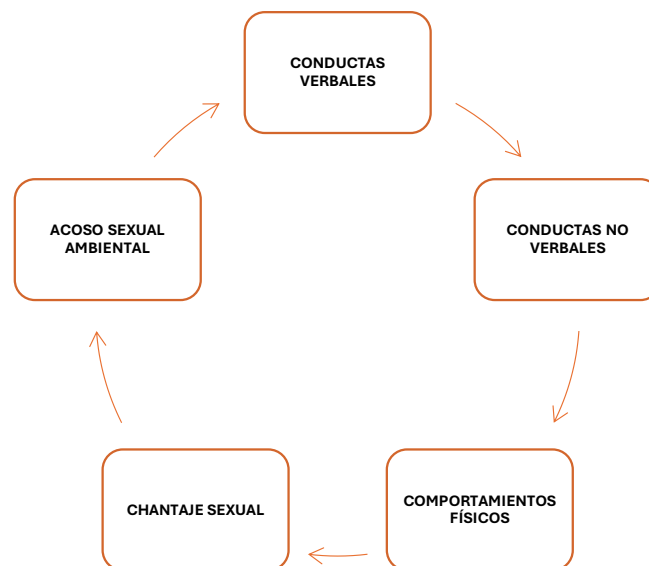 CONDUCTAS
VERBALES
CONDUCTAS NO
VERBALES
COMPORTAMIENTOS
FÍSICOS
CHANTAJE SEXUAL
ACOSO SEXUAL
AMBIENTAL